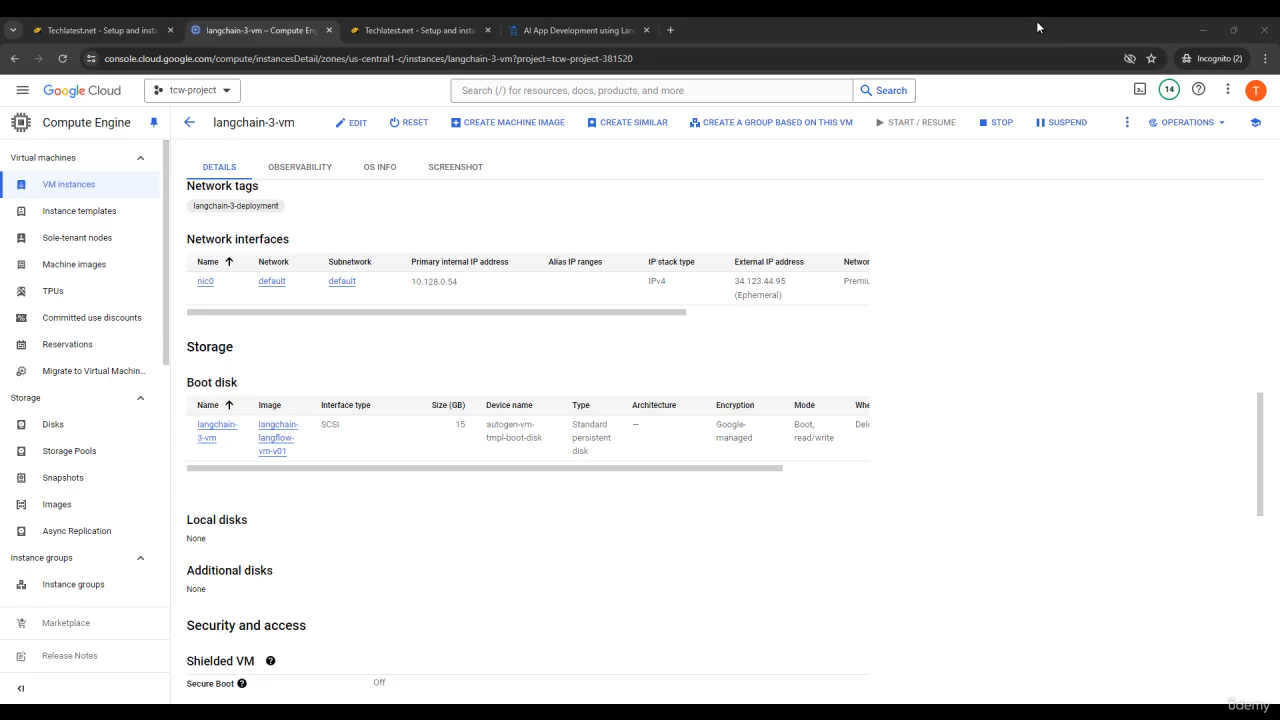 Techlatest.net - Setup and insta
langchain-3-vm – Compute En
Techlatest.net - Setup and insta
AI App Development using Lan
console.cloud.google.com/compute/instancesDetail/zones/us-central1-c/instances/langchain-3-vm?project=tcw-project-381520
Incognito (2)
Google Cloud
tcw-project
Search (/) for resources, docs, products, and more
Search
14
T
Compute Engine
langchain-3-vm
EDIT
RESET
CREATE MACHINE IMAGE
CREATE SIMILAR
CREATE A GROUP BASED ON THIS VM
START / RESUME
STOP
SUSPEND
OPERATIONS
Virtual machines
VM instances
Instance templates
Sole-tenant nodes
Machine images
TPUs
Committed use discounts
Reservations
Migrate to Virtual Machin...
Storage
Disks
Storage Pools
Snapshots
Images
Async Replication
Instance groups
Instance groups
Marketplace
Release Notes
DETAILS
OBSERVABILITY
OS INFO
SCREENSHOT
Network tags
langchain-3-deployment
Network interfaces
Name Network Subnetwork Primary internal IP address Alias IP ranges IP stack type External IP address Networ
nic0 default default 10.128.0.54 IPv4 34.123.44.95 Premiu
(Ephemeral)
Storage
Boot disk
Name Image Interface type Size (GB) Device name Type Architecture Encryption Mode Whe
langchain- langchain- SCSI 15 autogen-vm- Standard — Google- Boot, Dele
3-vm langflow- tmpl-boot-disk persistent managed read/write
vm-v01 disk
Local disks
None
Additional disks
None
Security and access
Shielded VM
Secure Boot Off
udemy